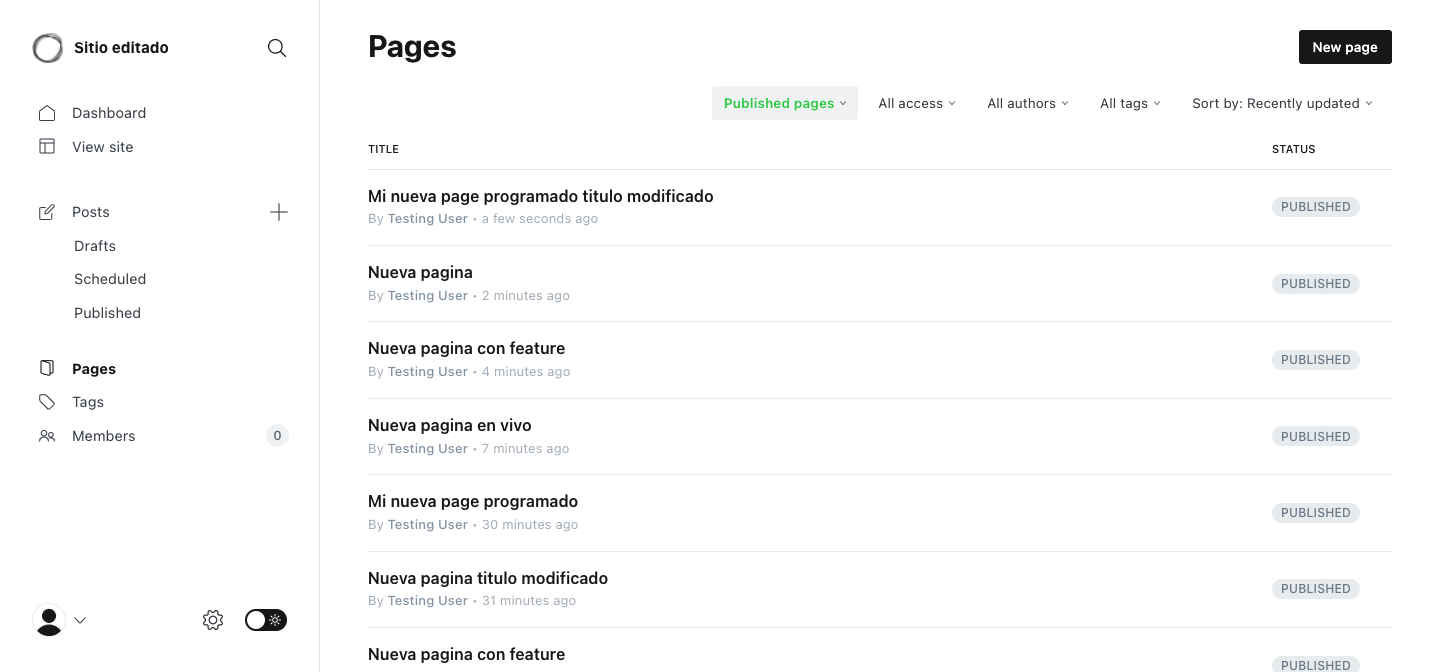 Sitio editado
Dashboard
View site
Posts
Drafts
Scheduled
Published
Pages
Tags
Members 0
Pages
New page
Published pages All access All authors All tags Sort by: Recently updated
TITLE STATUS
Mi nueva page programado titulo modificado
By Testing User • a few seconds ago
PUBLISHED
Nueva pagina
By Testing User • 2 minutes ago
PUBLISHED
Nueva pagina con feature
By Testing User • 4 minutes ago
PUBLISHED
Nueva pagina en vivo
By Testing User • 7 minutes ago
PUBLISHED
Mi nueva page programado
By Testing User • 30 minutes ago
PUBLISHED
Nueva pagina titulo modificado
By Testing User • 31 minutes ago
PUBLISHED
Nueva pagina con feature
PUBLISHED